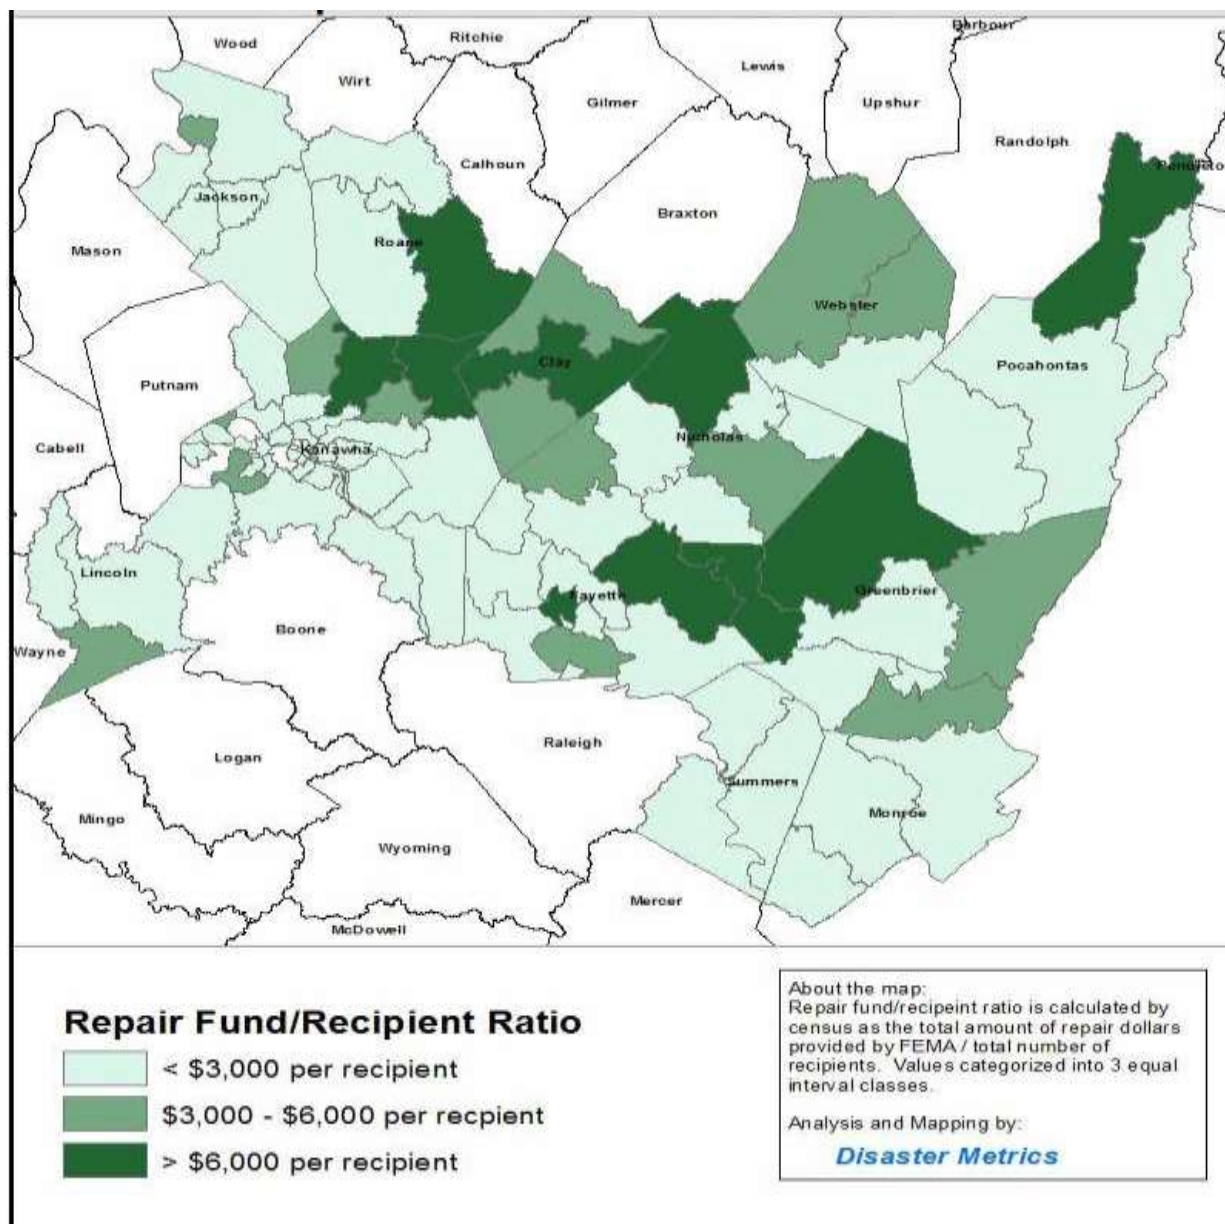 Barbour
Wood
Ritchie
Lewis
Wirt
Gilmer
Upshur
Randolph
Calhoun
Jackson
Braxton
Roane
Mason
Webster
Clay
Pocahontas
Putnam
Nicholas
Cabell
Kanawha
Lincoln
Greenbrier
Fayette
Boone
Wayne
Raleigh
Logan
Summers
Monroe
Mingo
Wyoming
Mercer
McDowell
Repair Fund/Recipient Ratio
< $3,000 per recipient
$3,000 - $6,000 per recpient
> $6,000 per recipient
About the map:
Repair fund/recipeint ratio is calculated by
census as the total amount of repair dollars
provided by FEMA / total number of
recipients. Values categorized into 3 equal
interval classes.
Analysis and Mapping by:
Disaster Metrics